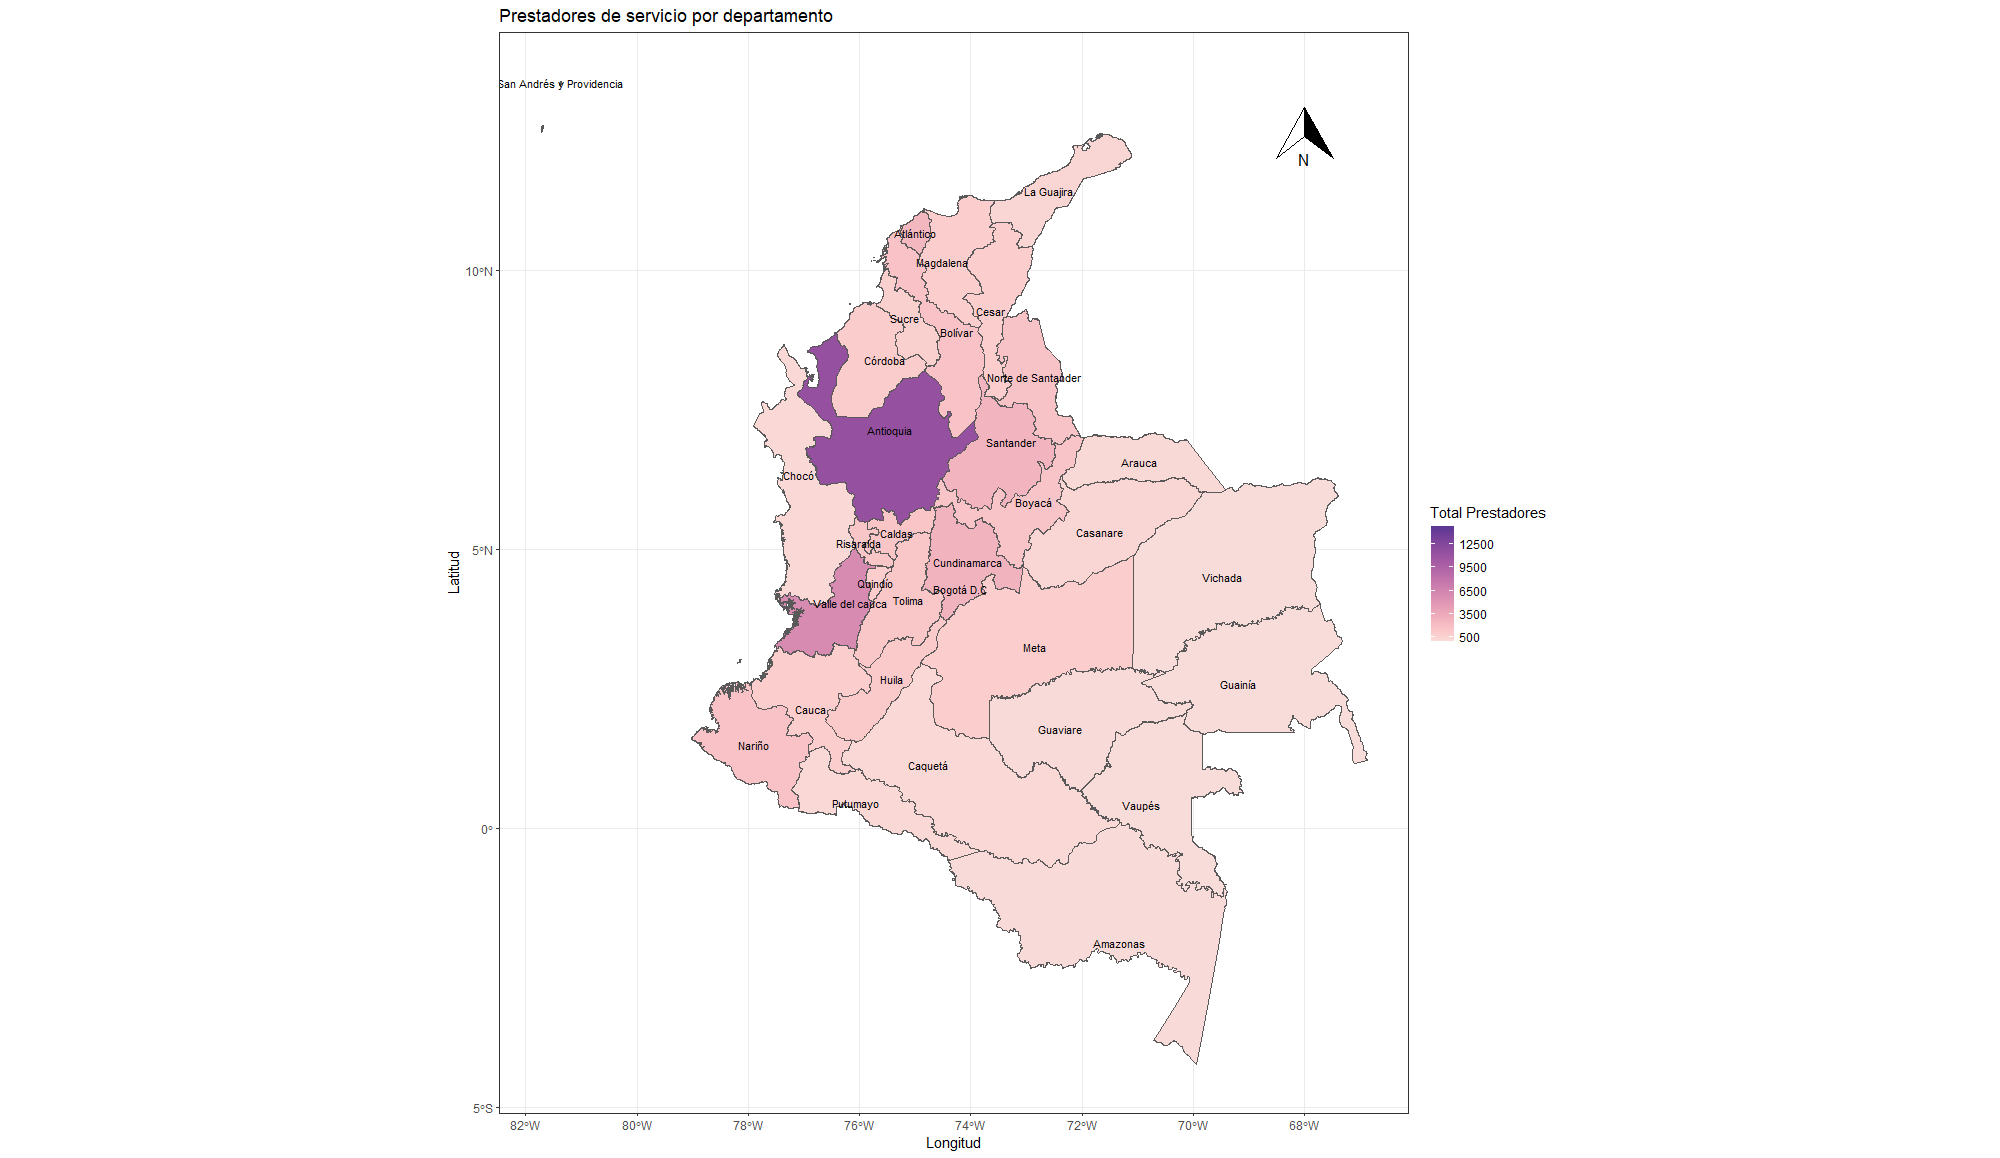 Prestadores de servicio por departamento
San Andrés y Providencia
N
La Guajira
Atlántico
Magdalena
Cesar
Sucre
Bolívar
Córdoba
Norte de Santander
Antioquia
Santander
Arauca
Chocó
Boyacá
Casanare
Caldas
Risaralda
Cundinamarca
Vichada
Quindio
Bogotá D.C
Tolima
Valle del cauca
Meta
Huila
Guainía
Cauca
Guaviare
Nariño
Caquetá
Putumayo
Vaupés
Amazonas
10°N
5°N
0°
5°S
Latitud
82°W
80°W
78°W
76°W
74°W
72°W
70°W
68°W
Longitud
Total Prestadores
12500
9500
6500
3500
500